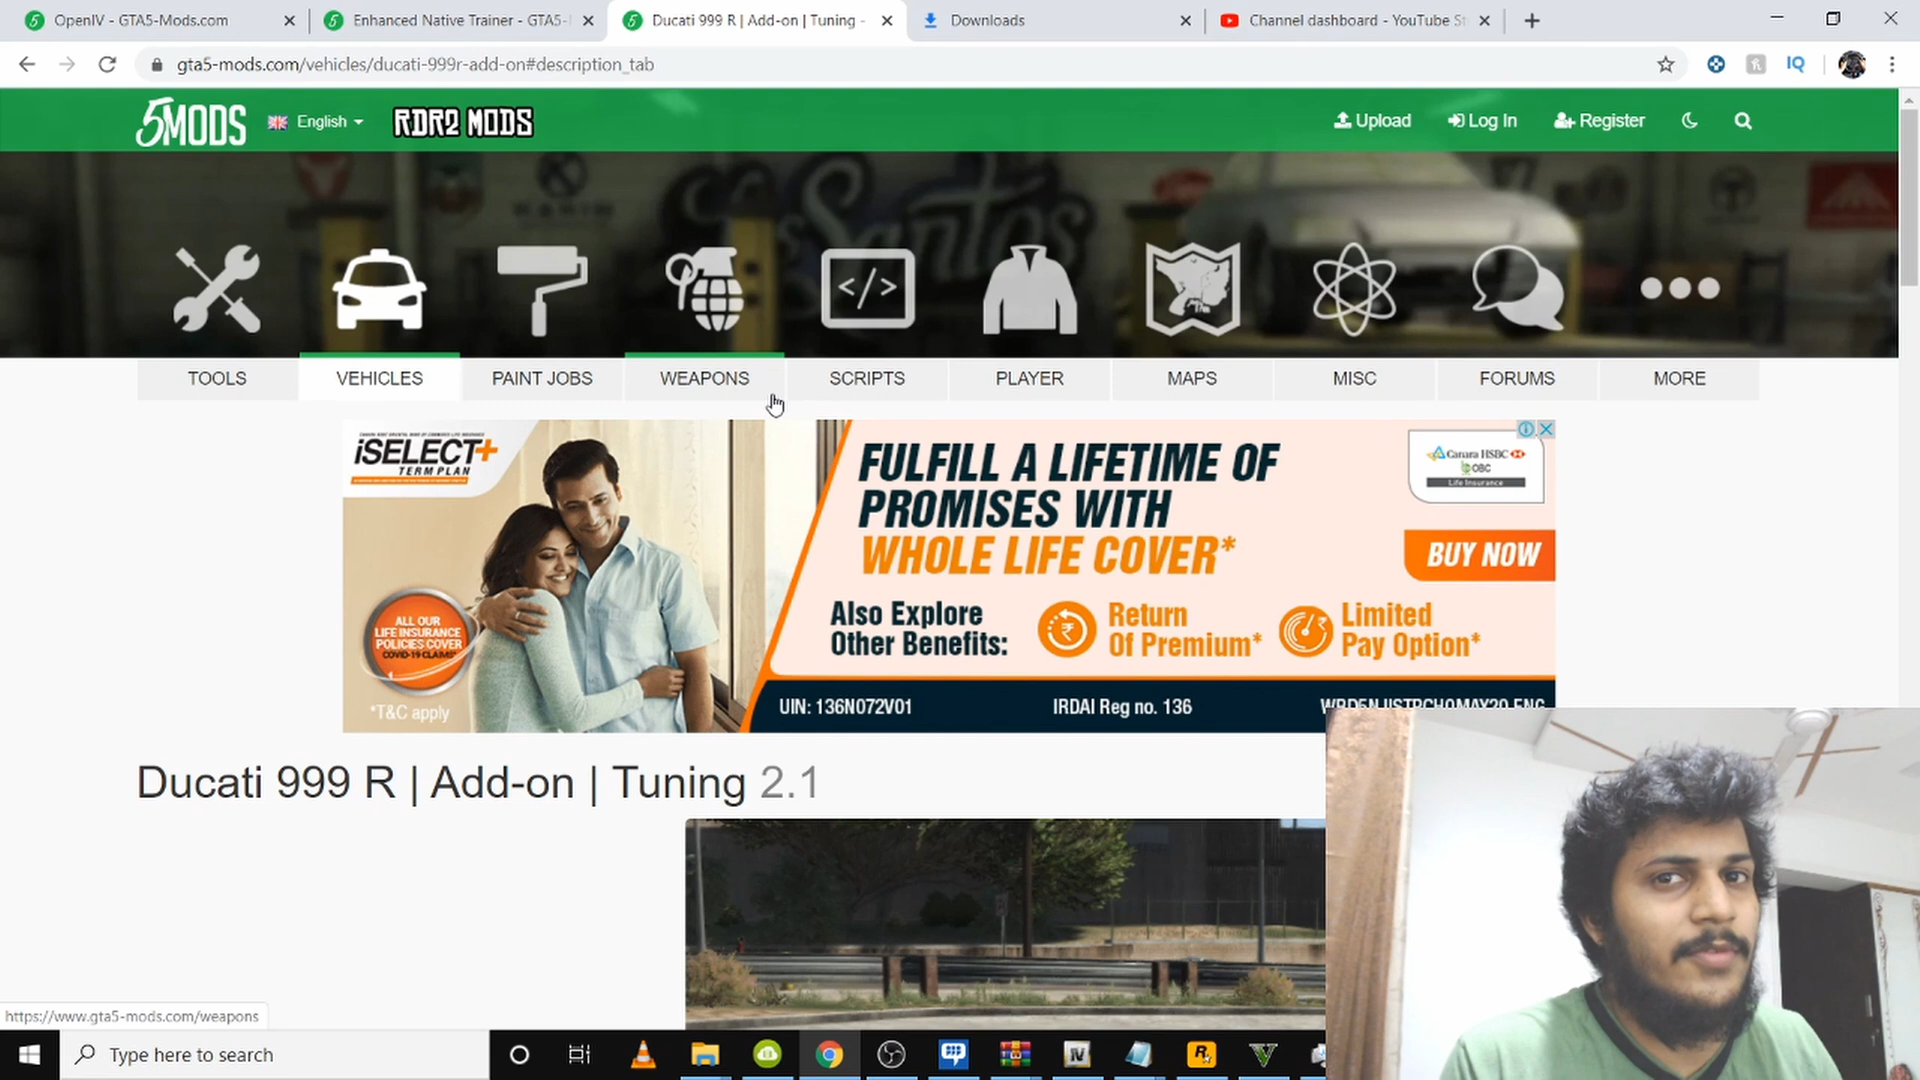 OpenIV - GTA5-Mods.com
Enhanced Native Trainer - GTA5-
Ducati 999 R | Add-on | Tuning -
Downloads
Channel dashboard - YouTube St
gta5-mods.com/vehicles/ducati-999r-add-on#description_tab
IQ
5MODS
English
RDR2 MODS
Upload
Log In
Register
Los Santos
TOOLS
VEHICLES
PAINT JOBS
WEAPONS
SCRIPTS
PLAYER
MAPS
MISC
FORUMS
MORE
iSELECT+
TERM PLAN
FULFILL A LIFETIME OF
PROMISES WITH
WHOLE LIFE COVER*
Canara HSBC
OBC
Life Insurance
BUY NOW
Also Explore
Other Benefits:
Return
Of Premium*
Limited
Pay Option*
ALL OUR
LIFE INSURANCE
POLICIES COVER
COVID-19 CLAIMS*
*T&C apply
UIN: 136N072V01
IRDAI Reg no. 136
Ducati 999 R | Add-on | Tuning 2.1
https://www.gta5-mods.com/weapons
Type here to search